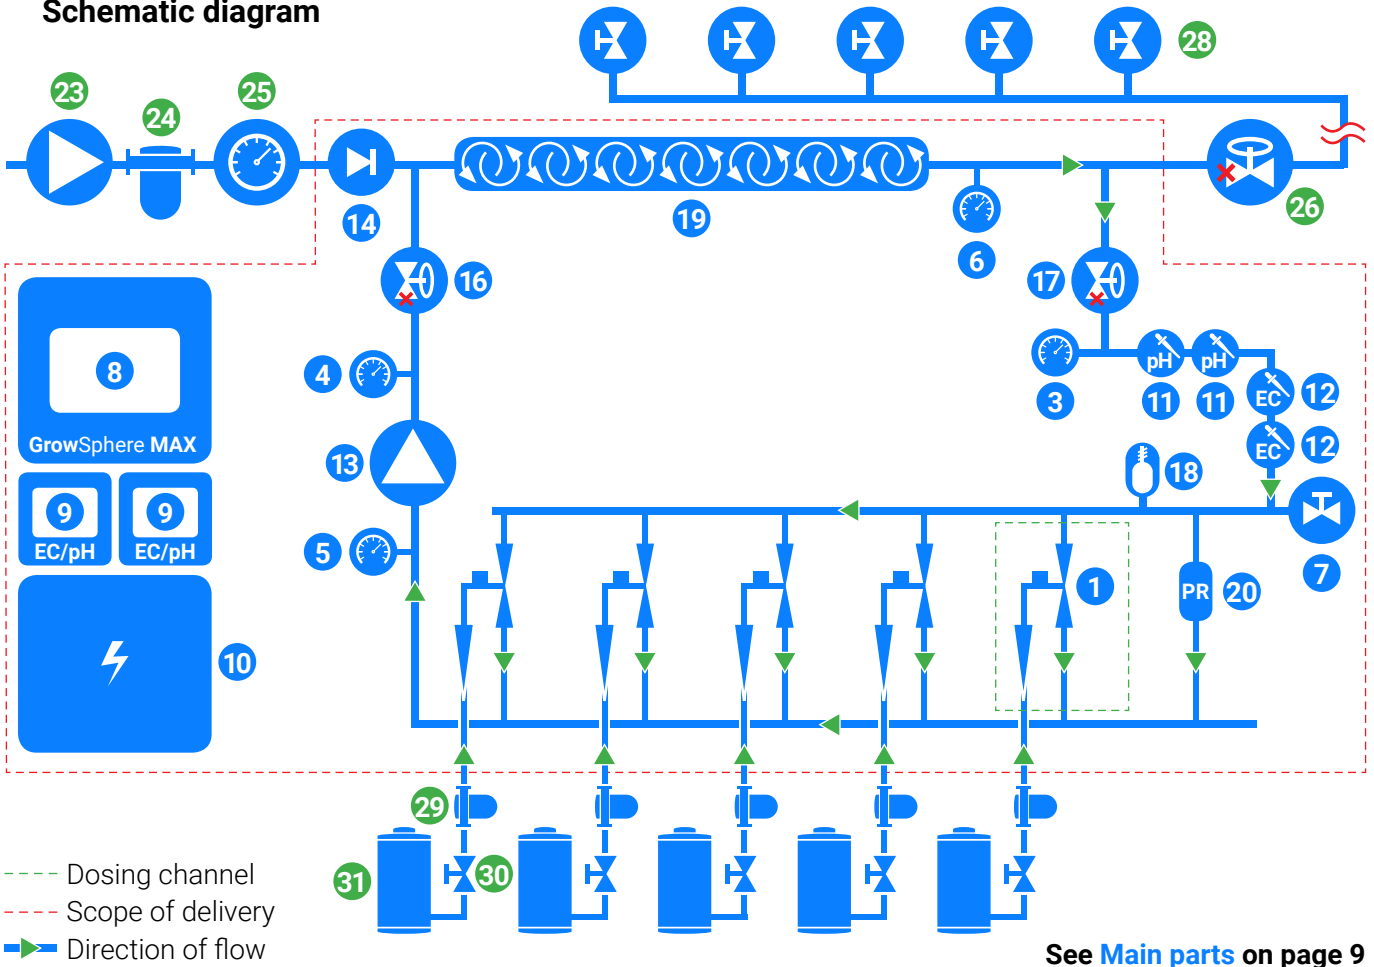 Schematic diagram
28
23
24
25
14
19
6
26
16
17
8
GrowSphere MAX
4
3
pH
pH
11
11
EC
12
EC
12
13
18
9
9
EC/pH
EC/pH
5
1
PR
20
7
10
29
30
31
Dosing channel
Scope of delivery
Direction of flow
See Main parts on page 9